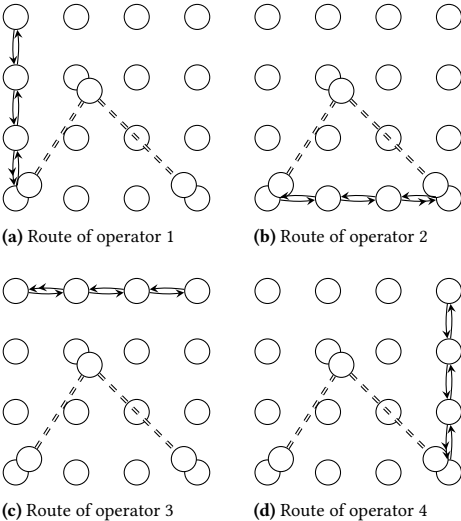 (a) Route of operator 1
(b) Route of operator 2
(c) Route of operator 3
(d) Route of operator 4